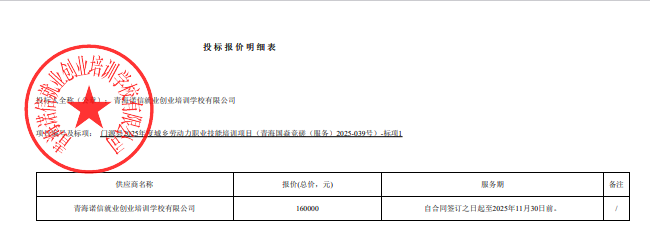 投标报价明细表
青海诺信就业创业培训学校有限公司
投标人全称（公章）：青海诺信就业创业培训学校有限公司
项目编号及标项：门源县2025年度城乡劳动力职业技能培训项目（青海国焱竞磋（服务）2025-039号）-标项1
供应商名称 报价(总价，元) 服务期 备注
青海诺信就业创业培训学校有限公司 160000 自合同签订之日起至2025年11月30日前。 /